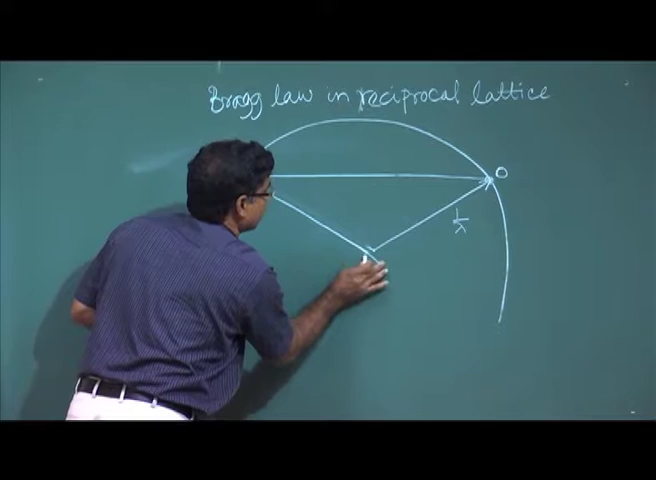 Bragg law in reciprocal lattice
O
1/λ